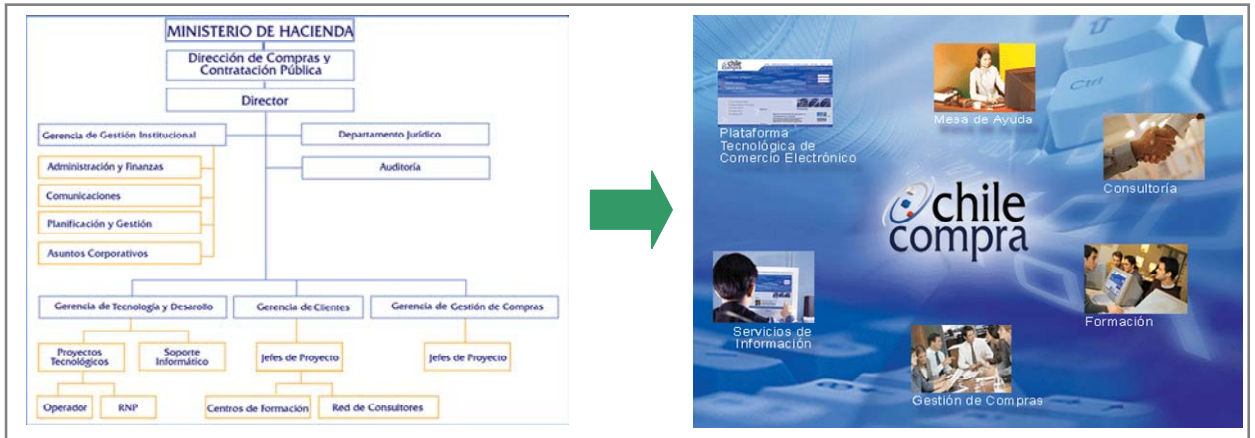 MINISTERIO DE HACIENDA
Dirección de Compras y
Contratación Pública
Director
Gerencia de Gestión Institucional
Departamento Jurídico
Administración y Finanzas
Auditoría
Comunicaciones
Planificación y Gestión
Asuntos Corporativos
Gerencia de Tecnología y Desarollo
Gerencia de Clientes
Gerencia de Gestión de Compras
Proyectos
Tecnológicos
Soporte
Informático
Jefes de Proyecto
Jefes de Proyecto
Operador
RNP
Centros de Formación
Red de Consultores
chile
compra
Plataforma
Tecnológica de
Comercio Electrónico
Ctrl
Mesa de Ayuda
Consultoría
chile
compra
Formación
Servicios de
Información
Gestión de Compras